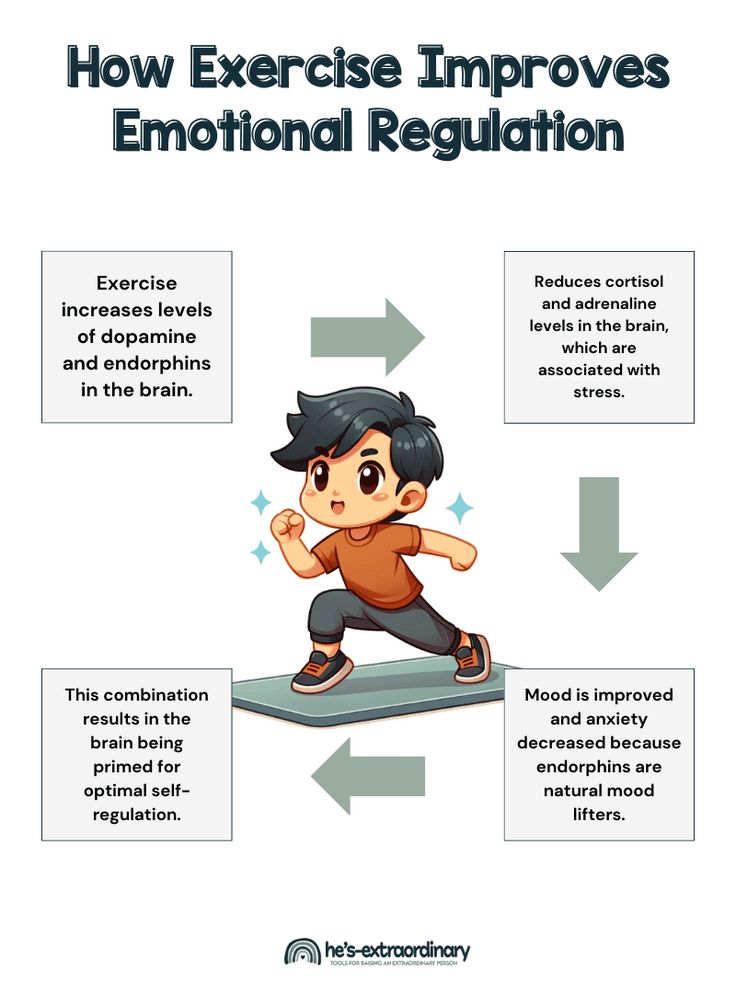 How Exercise Improves
Emotional Regulation
Exercise
increases levels
of dopamine
and endorphins
in the brain.
Reduces cortisol
and adrenaline
levels in the brain,
which are
associated with
stress.
Mood is improved
and anxiety
decreased because
endorphins are
natural mood
lifters.
This combination
results in the
brain being
primed for
optimal self-
regulation.
he's-extraordinary
TOOLS FOR RAISING AN EXTRAORDINARY PERSON